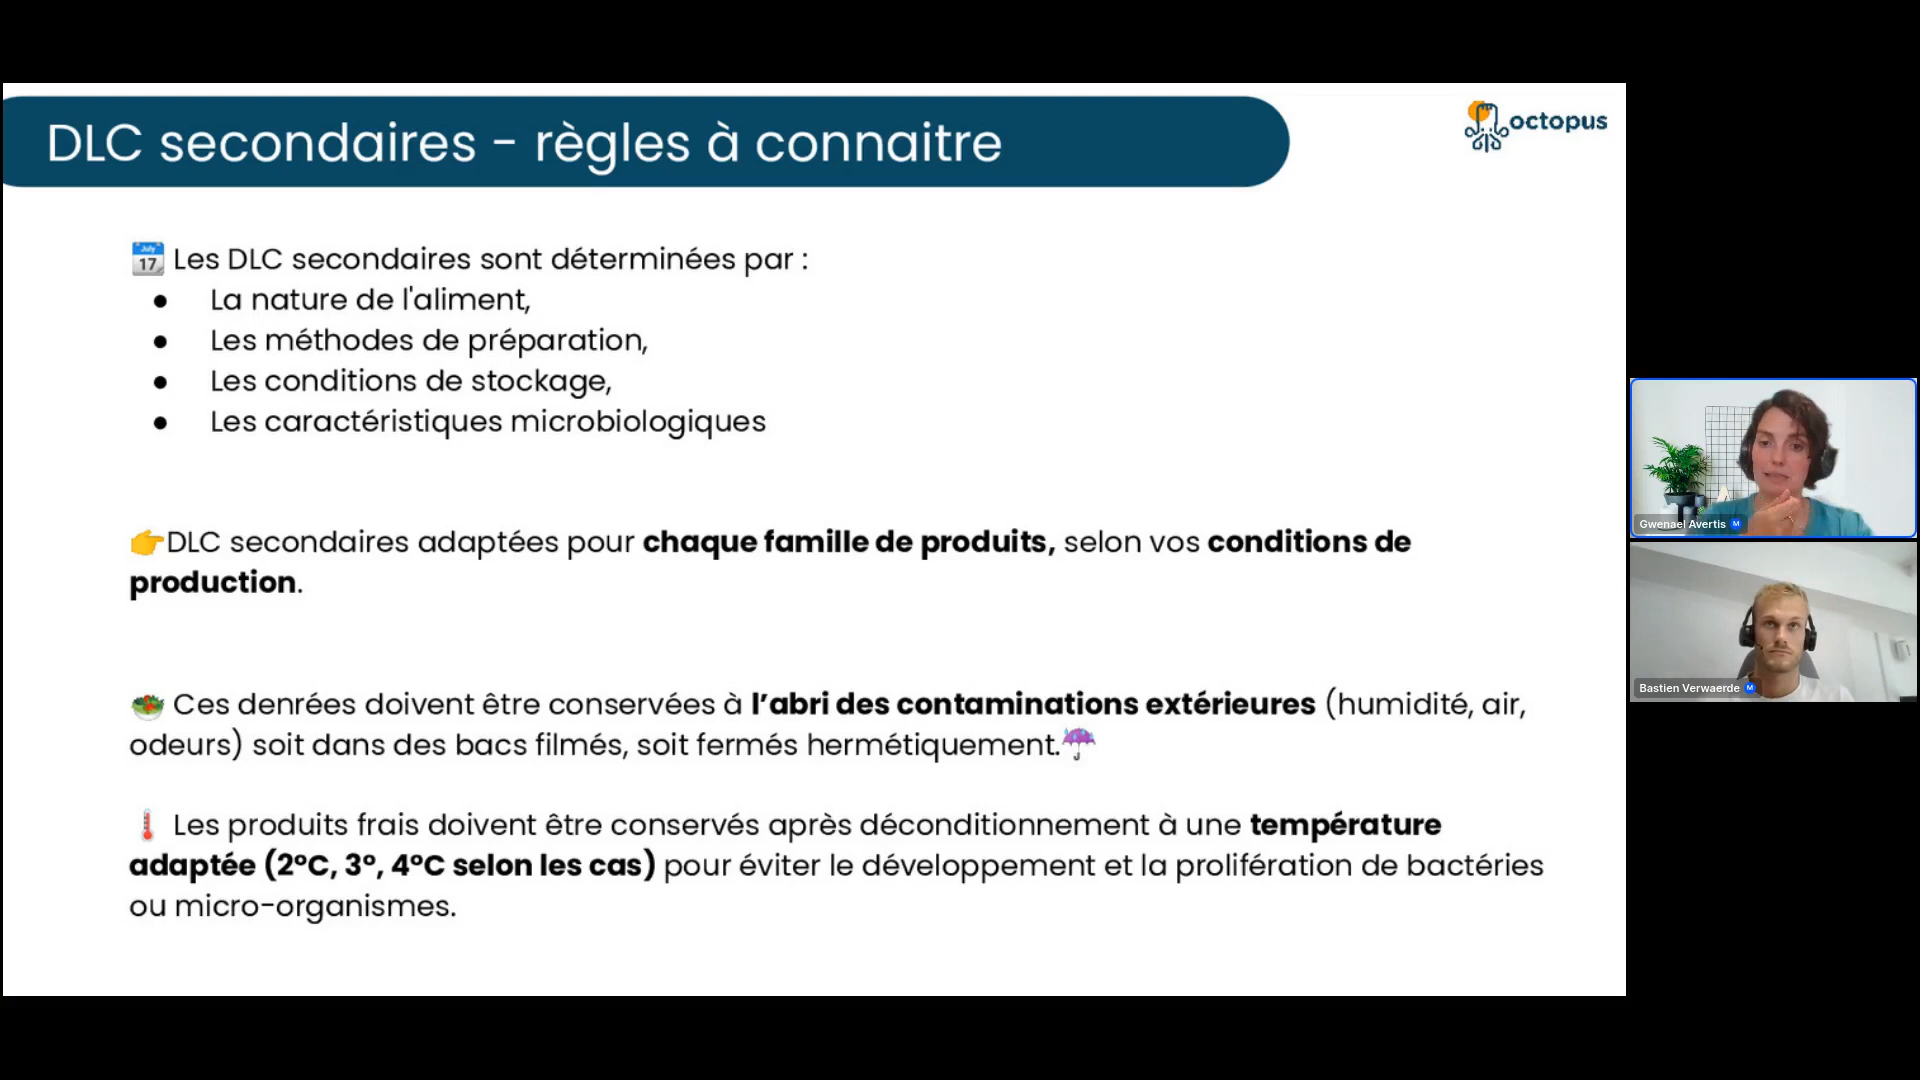 DLC secondaires - règles à connaitre
octopus
July
17
Les DLC secondaires sont déterminées par :
● La nature de l'aliment,
● Les méthodes de préparation,
● Les conditions de stockage,
● Les caractéristiques microbiologiques
DLC secondaires adaptées pour chaque famille de produits, selon vos conditions de
production.
Ces denrées doivent être conservées à l’abri des contaminations extérieures (humidité, air,
odeurs) soit dans des bacs filmés, soit fermés hermétiquement.
Les produits frais doivent être conservés après déconditionnement à une température
adaptée (2°C, 3°, 4°C selon les cas) pour éviter le développement et la prolifération de bactéries
ou micro-organismes.
Gwenael Avertis M
Bastien Verwaerde M